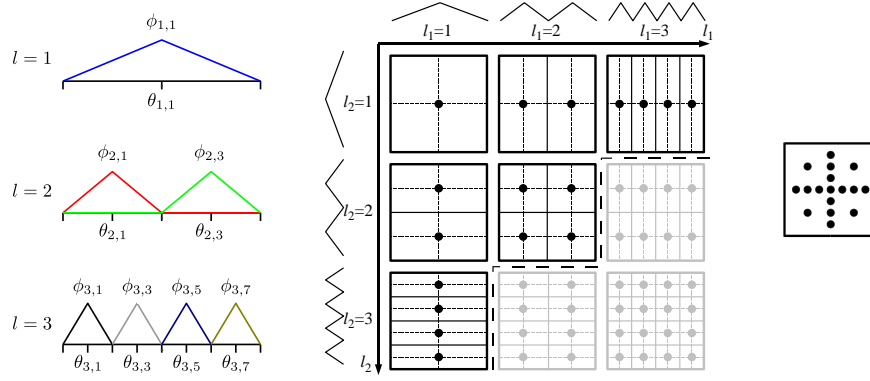 ϕ1,1
l = 1
θ1,1
ϕ2,1 ϕ2,3
l = 2
θ2,1 θ2,3
ϕ3,1 ϕ3,3 ϕ3,5 ϕ3,7
l = 3
θ3,1 θ3,3 θ3,5 θ3,7
l1=1 l1=2 l1=3 l1
l2=1
l2=2
l2=3
l2